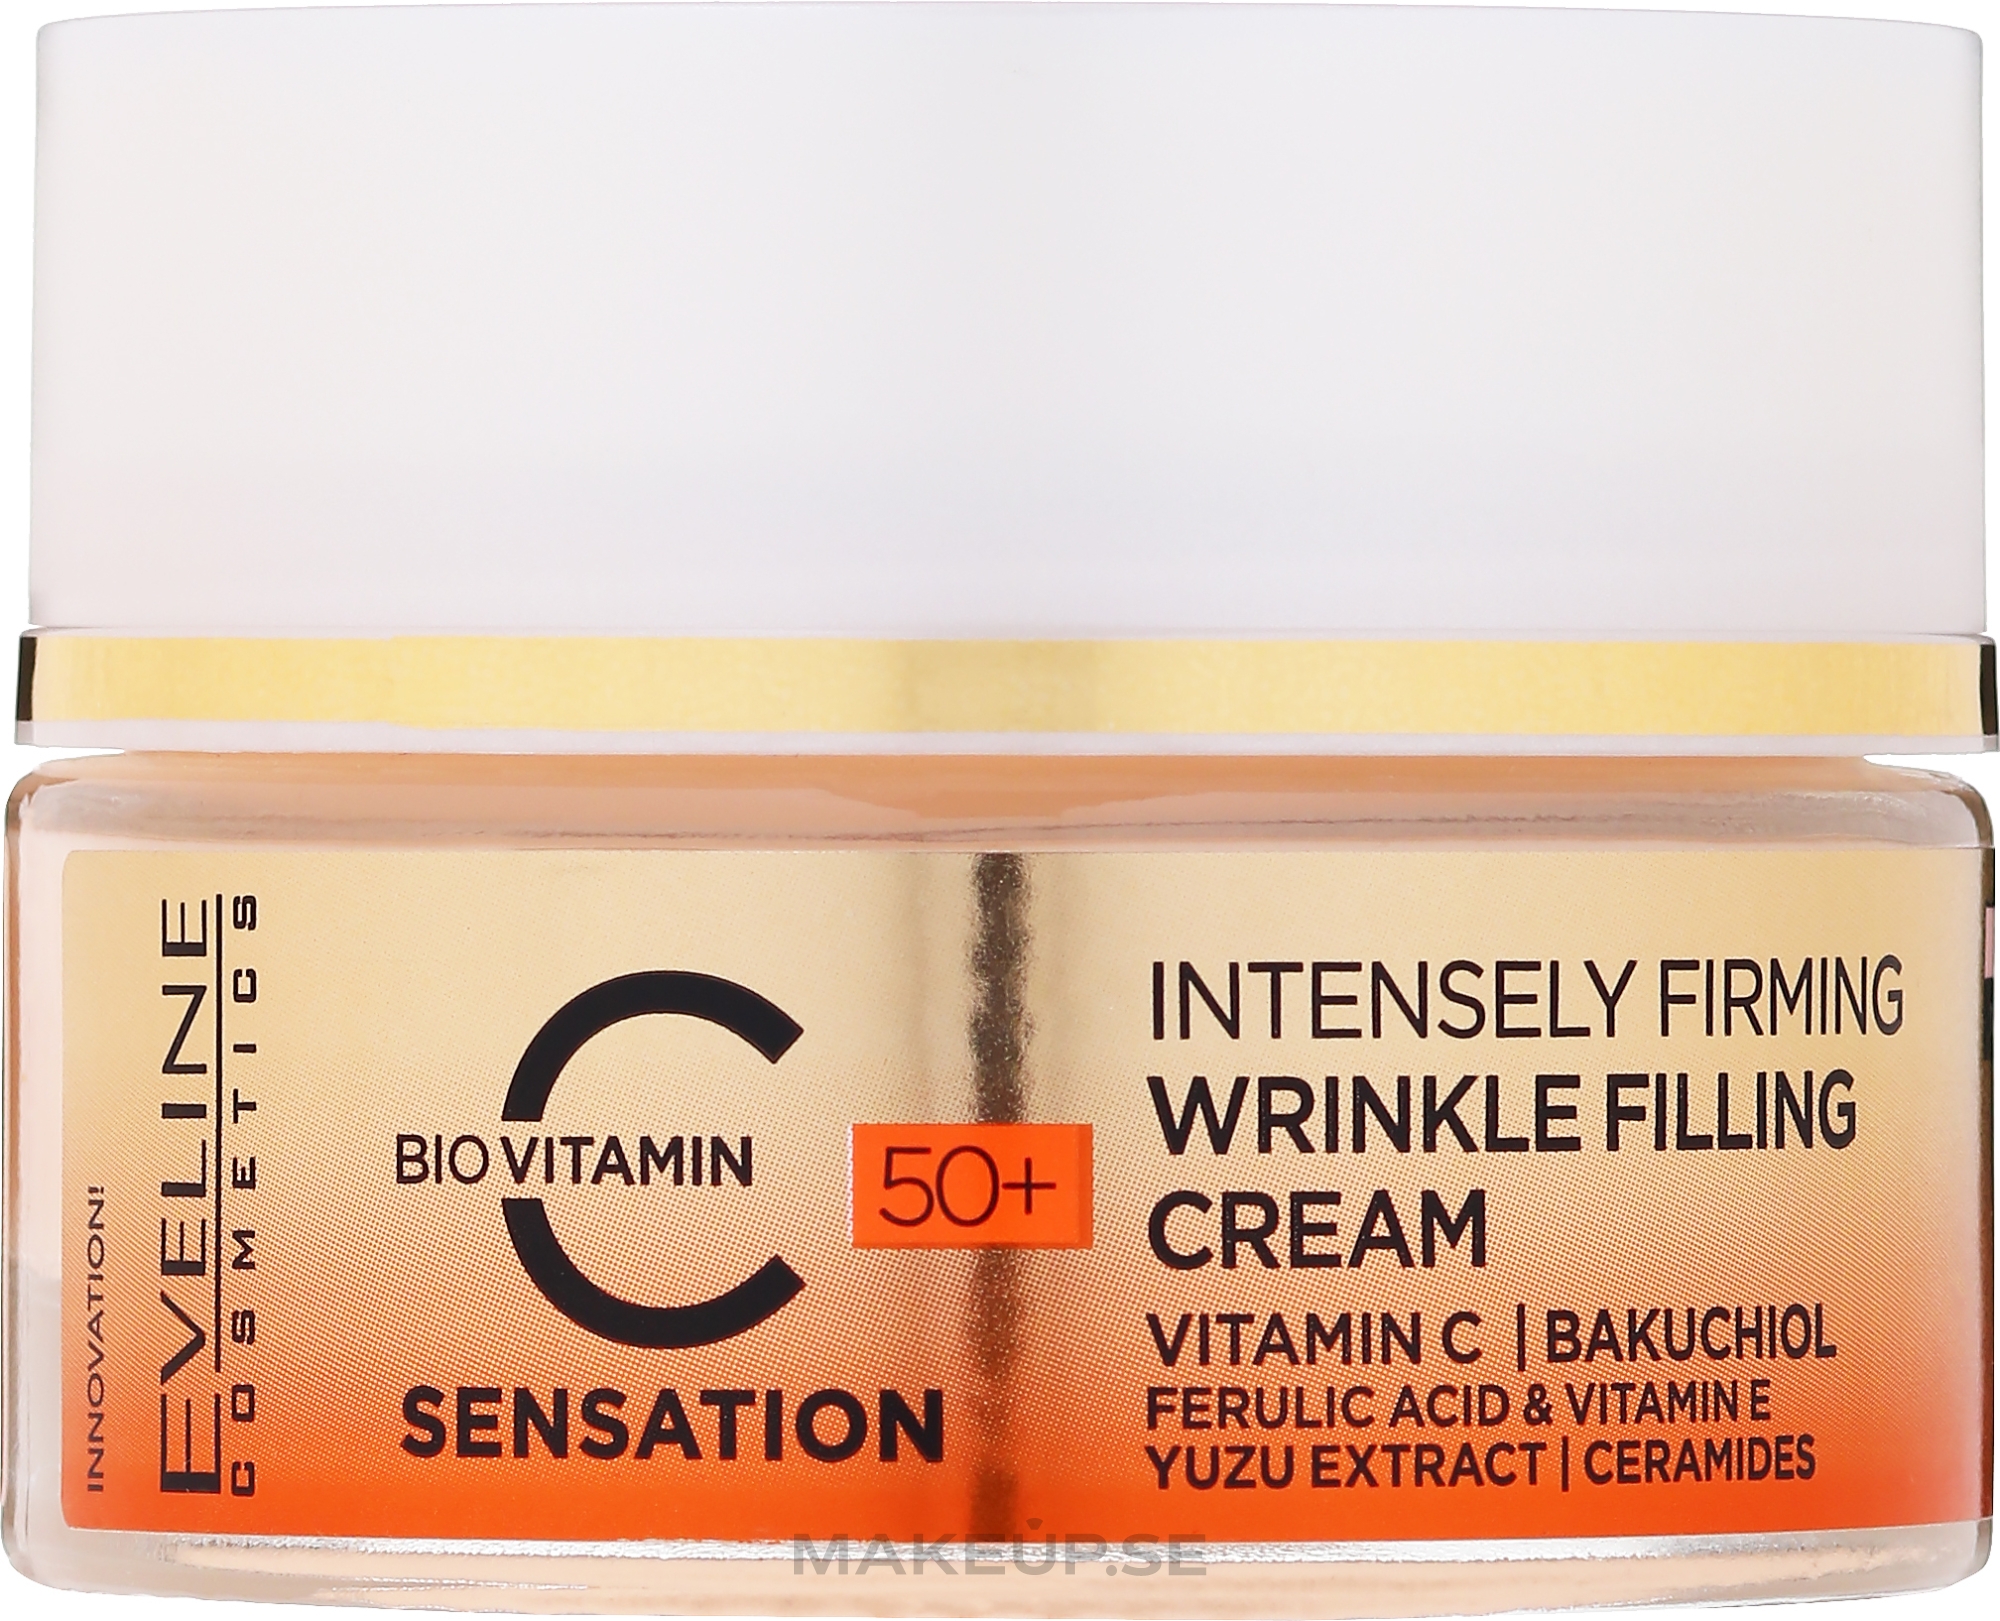 INNOVATION!
EVELINE
COSMETICS
C
BIO VITAMIN
SENSATION
50+
INTENSELY FIRMING
WRINKLE FILLING
CREAM
VITAMIN C | BAKUCHIOL
FERULIC ACID & VITAMIN E
YUZU EXTRACT | CERAMIDES
MAKEUP.SE